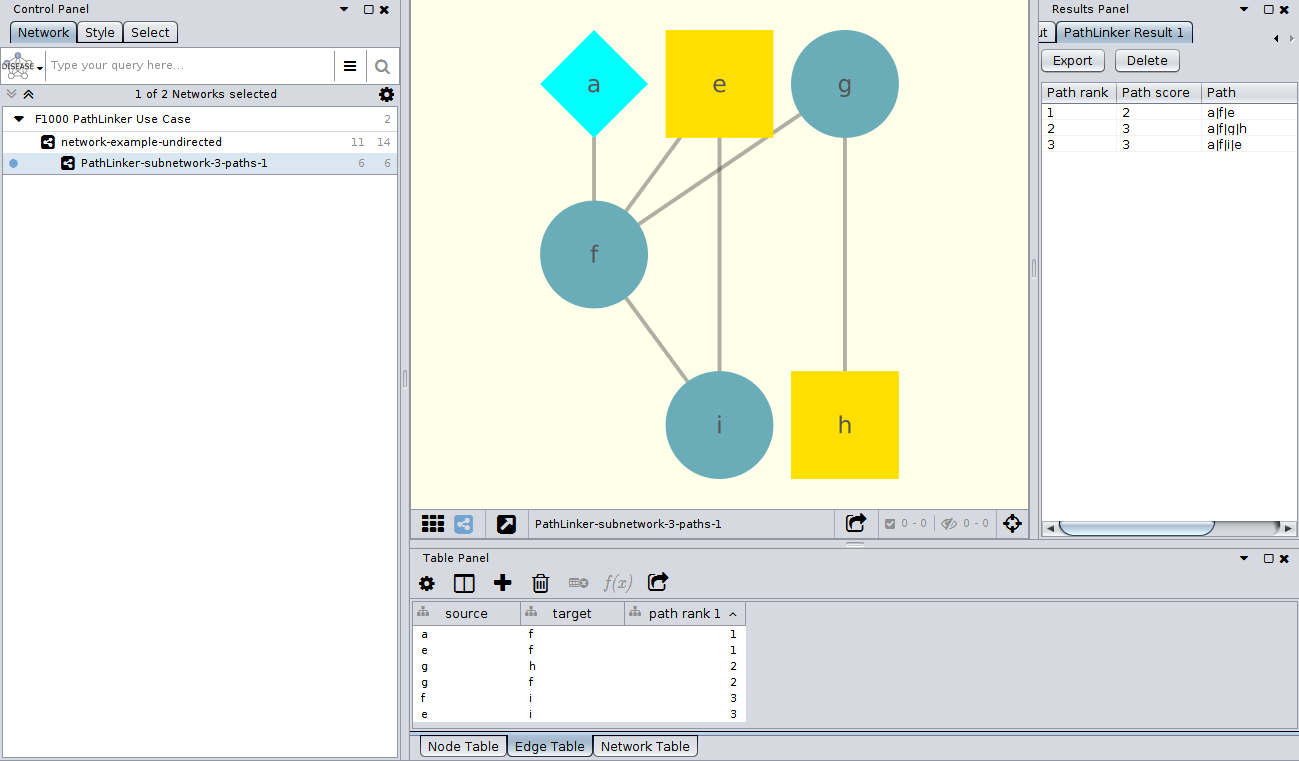 Control Panel
Network Style Select
DISEASE Type your query here...
1 of 2 Networks selected
F1000 PathLinker Use Case 2
network-example-undirected 11 14
PathLinker-subnetwork-3-paths-1 6 6
a e g
f
i h
PathLinker-subnetwork-3-paths-1 0 - 0 0 - 0
Results Panel
ut PathLinker Result 1
Export Delete
Path rank Path score Path
1 2 a|f|e
2 3 a|f|g|h
3 3 a|f|i|e
Table Panel
f(x)
source target path rank 1
a f 1
e f 1
g h 2
g f 2
f i 3
e i 3
Node Table Edge Table Network Table